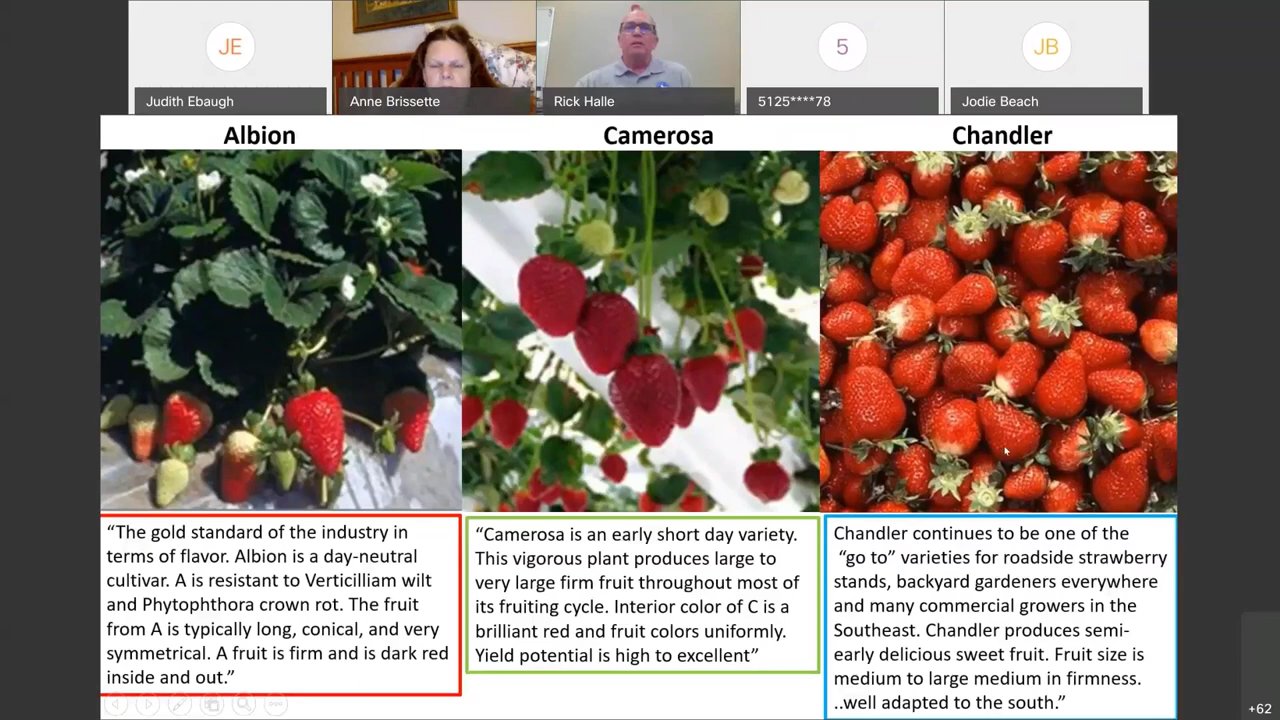 JE
5
JB
Judith Ebaugh
Anne Brissette
Rick Halle
5125****78
Jodie Beach
Albion
Camerosa
Chandler
“The gold standard of the industry in
terms of flavor. Albion is a day-neutral
cultivar. A is resistant to Verticilliam wilt
and Phytophthora crown rot. The fruit
from A is typically long, conical, and very
symmetrical. A fruit is firm and is dark red
inside and out.”
“Camerosa is an early short day variety.
This vigorous plant produces large to
very large firm fruit throughout most of
its fruiting cycle. Interior color of C is a
brilliant red and fruit colors uniformly.
Yield potential is high to excellent”
Chandler continues to be one of the
“go to” varieties for roadside strawberry
stands, backyard gardeners everywhere
and many commercial growers in the
Southeast. Chandler produces semi-
early delicious sweet fruit. Fruit size is
medium to large medium in firmness.
..well adapted to the south.”
+62